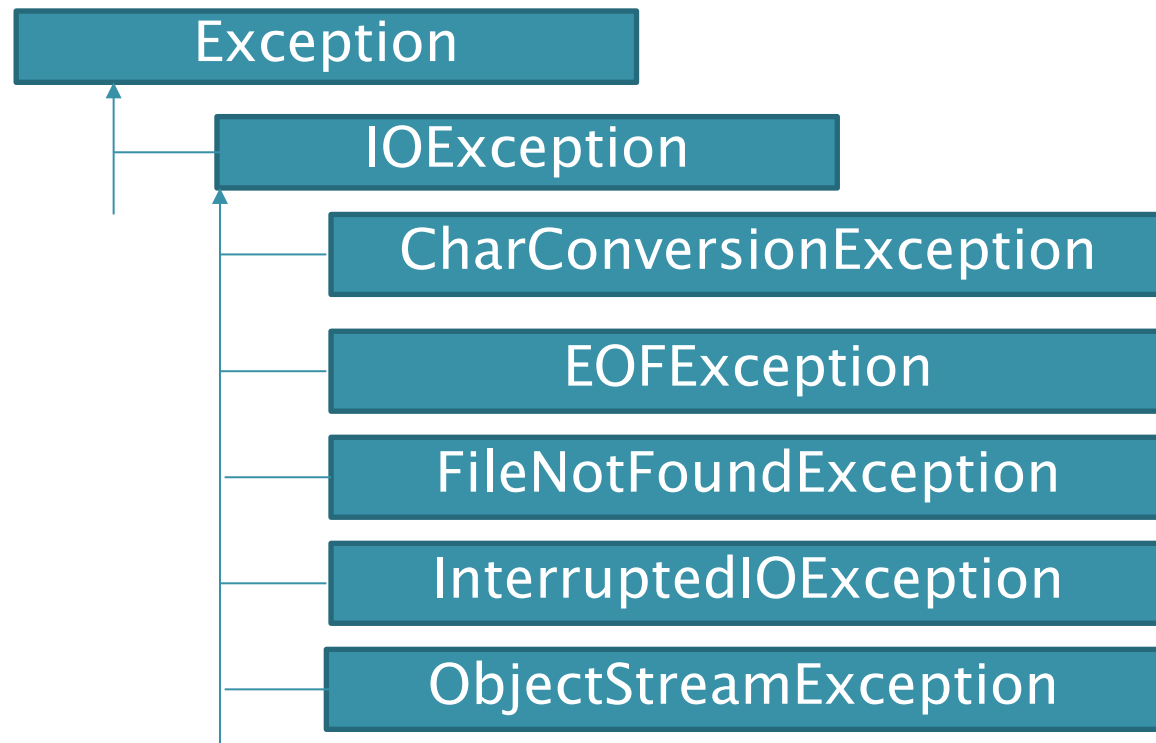 Exception
IOException
CharConversionException
EOFException
FileNotFoundException
InterruptedIOException
ObjectStreamException